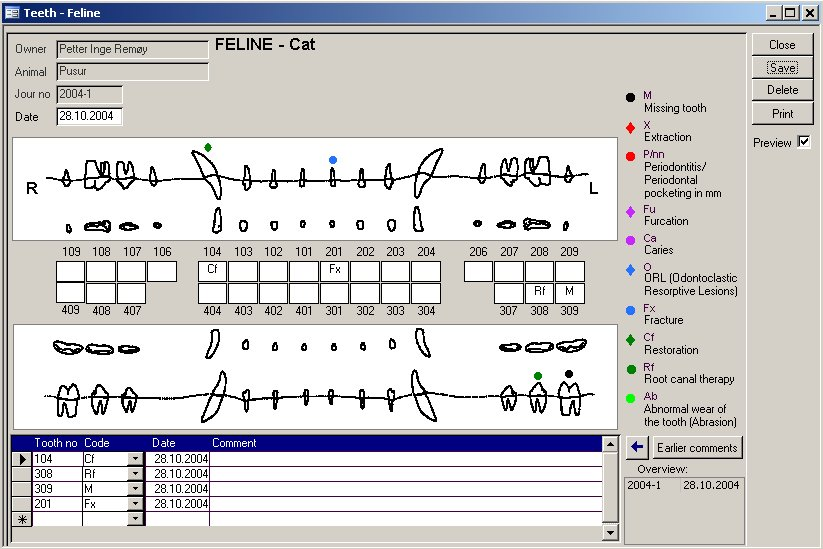 Teeth - Feline
Owner Petter Inge Remøy
FELINE - Cat
Animal Pusur
Jour no 2004-1
Date 28.10.2004
Close
Save
Delete
Print
Preview
R L
109 108 107 106 104 103 102 101 201 202 203 204 206 207 208 209
Cf Fx
Rf M
409 408 407 404 403 402 401 301 302 303 304 307 308 309
M
Missing tooth
X
Extraction
P/nn
Periodontitis/
Periodontal
pocketing in mm
Fu
Furcation
Ca
Caries
O
ORL (Odontoclastic
Resorptive Lesions)
Fx
Fracture
Cf
Restoration
Rf
Root canal therapy
Ab
Abnormal wear of
the tooth (Abrasion)
Tooth no Code Date Comment
104 Cf 28.10.2004
308 Rf 28.10.2004
309 M 28.10.2004
201 Fx 28.10.2004
Earlier comments
Overview:
2004-1 28.10.2004